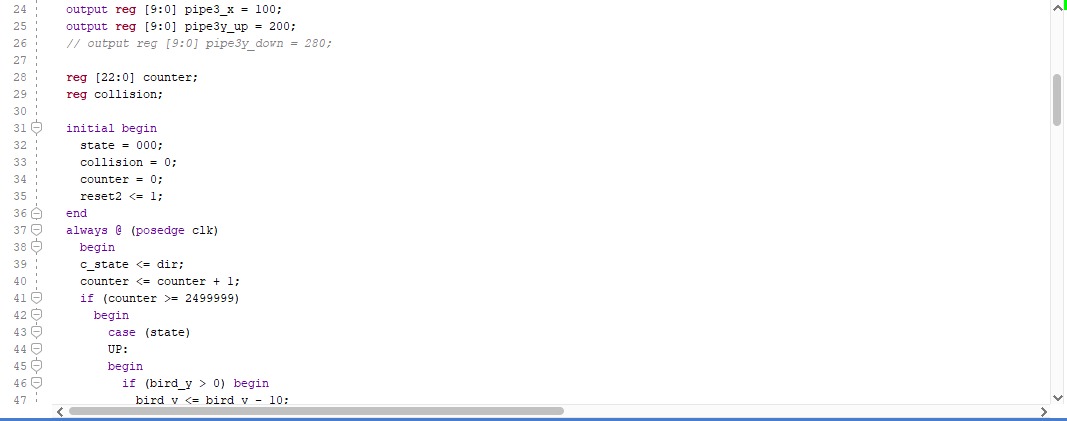 24 output reg [9:0] pipe3_x = 100;
25 output reg [9:0] pipe3y_up = 200;
26 // output reg [9:0] pipe3y_down = 280;
27
28 reg [22:0] counter;
29 reg collision;
30
31 initial begin
32 state = 000;
33 collision = 0;
34 counter = 0;
35 reset2 <= 1;
36 end
37 always @ (posedge clk)
38 begin
39 c_state <= dir;
40 counter <= counter + 1;
41 if (counter >= 2499999)
42 begin
43 case (state)
44 UP:
45 begin
46 if (bird_y > 0) begin
47 bird_y <= bird_y - 10;